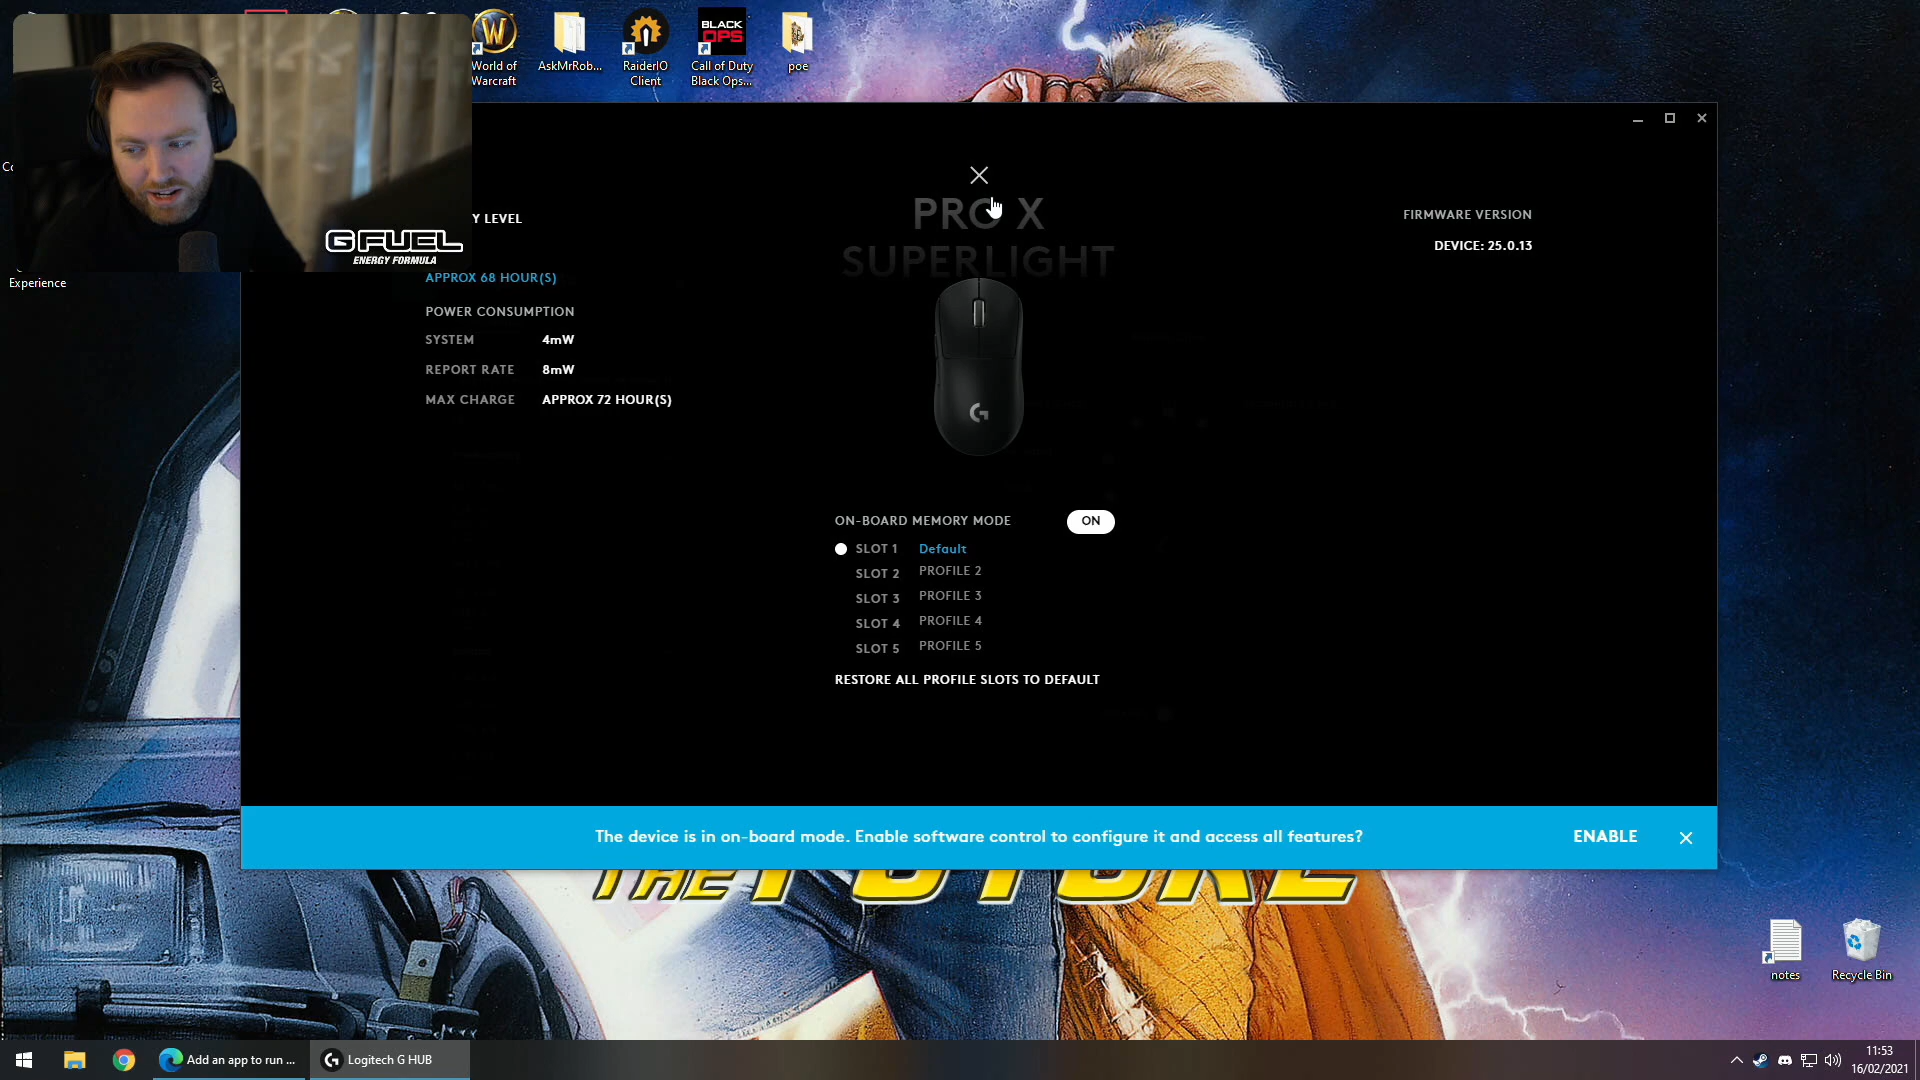 World of
Warcraft
AskMrRob...
RaiderIO
Client
BLACK
OPS
Call of Duty
Black Ops...
poe
G FUEL
ENERGY FORMULA
Experience
Y LEVEL
APPROX 68 HOUR(S)
POWER CONSUMPTION
SYSTEM 4mW
REPORT RATE 8mW
MAX CHARGE APPROX 72 HOUR(S)
PRO X
SUPERLIGHT
FIRMWARE VERSION
DEVICE: 25.0.13
ON-BOARD MEMORY MODE ON
SLOT 1 Default
SLOT 2 PROFILE 2
SLOT 3 PROFILE 3
SLOT 4 PROFILE 4
SLOT 5 PROFILE 5
RESTORE ALL PROFILE SLOTS TO DEFAULT
The device is in on-board mode. Enable software control to configure it and access all features? ENABLE
THE FUTURE
notes
Recycle Bin
Add an app to run ...
Logitech G HUB
11:53
16/02/2021